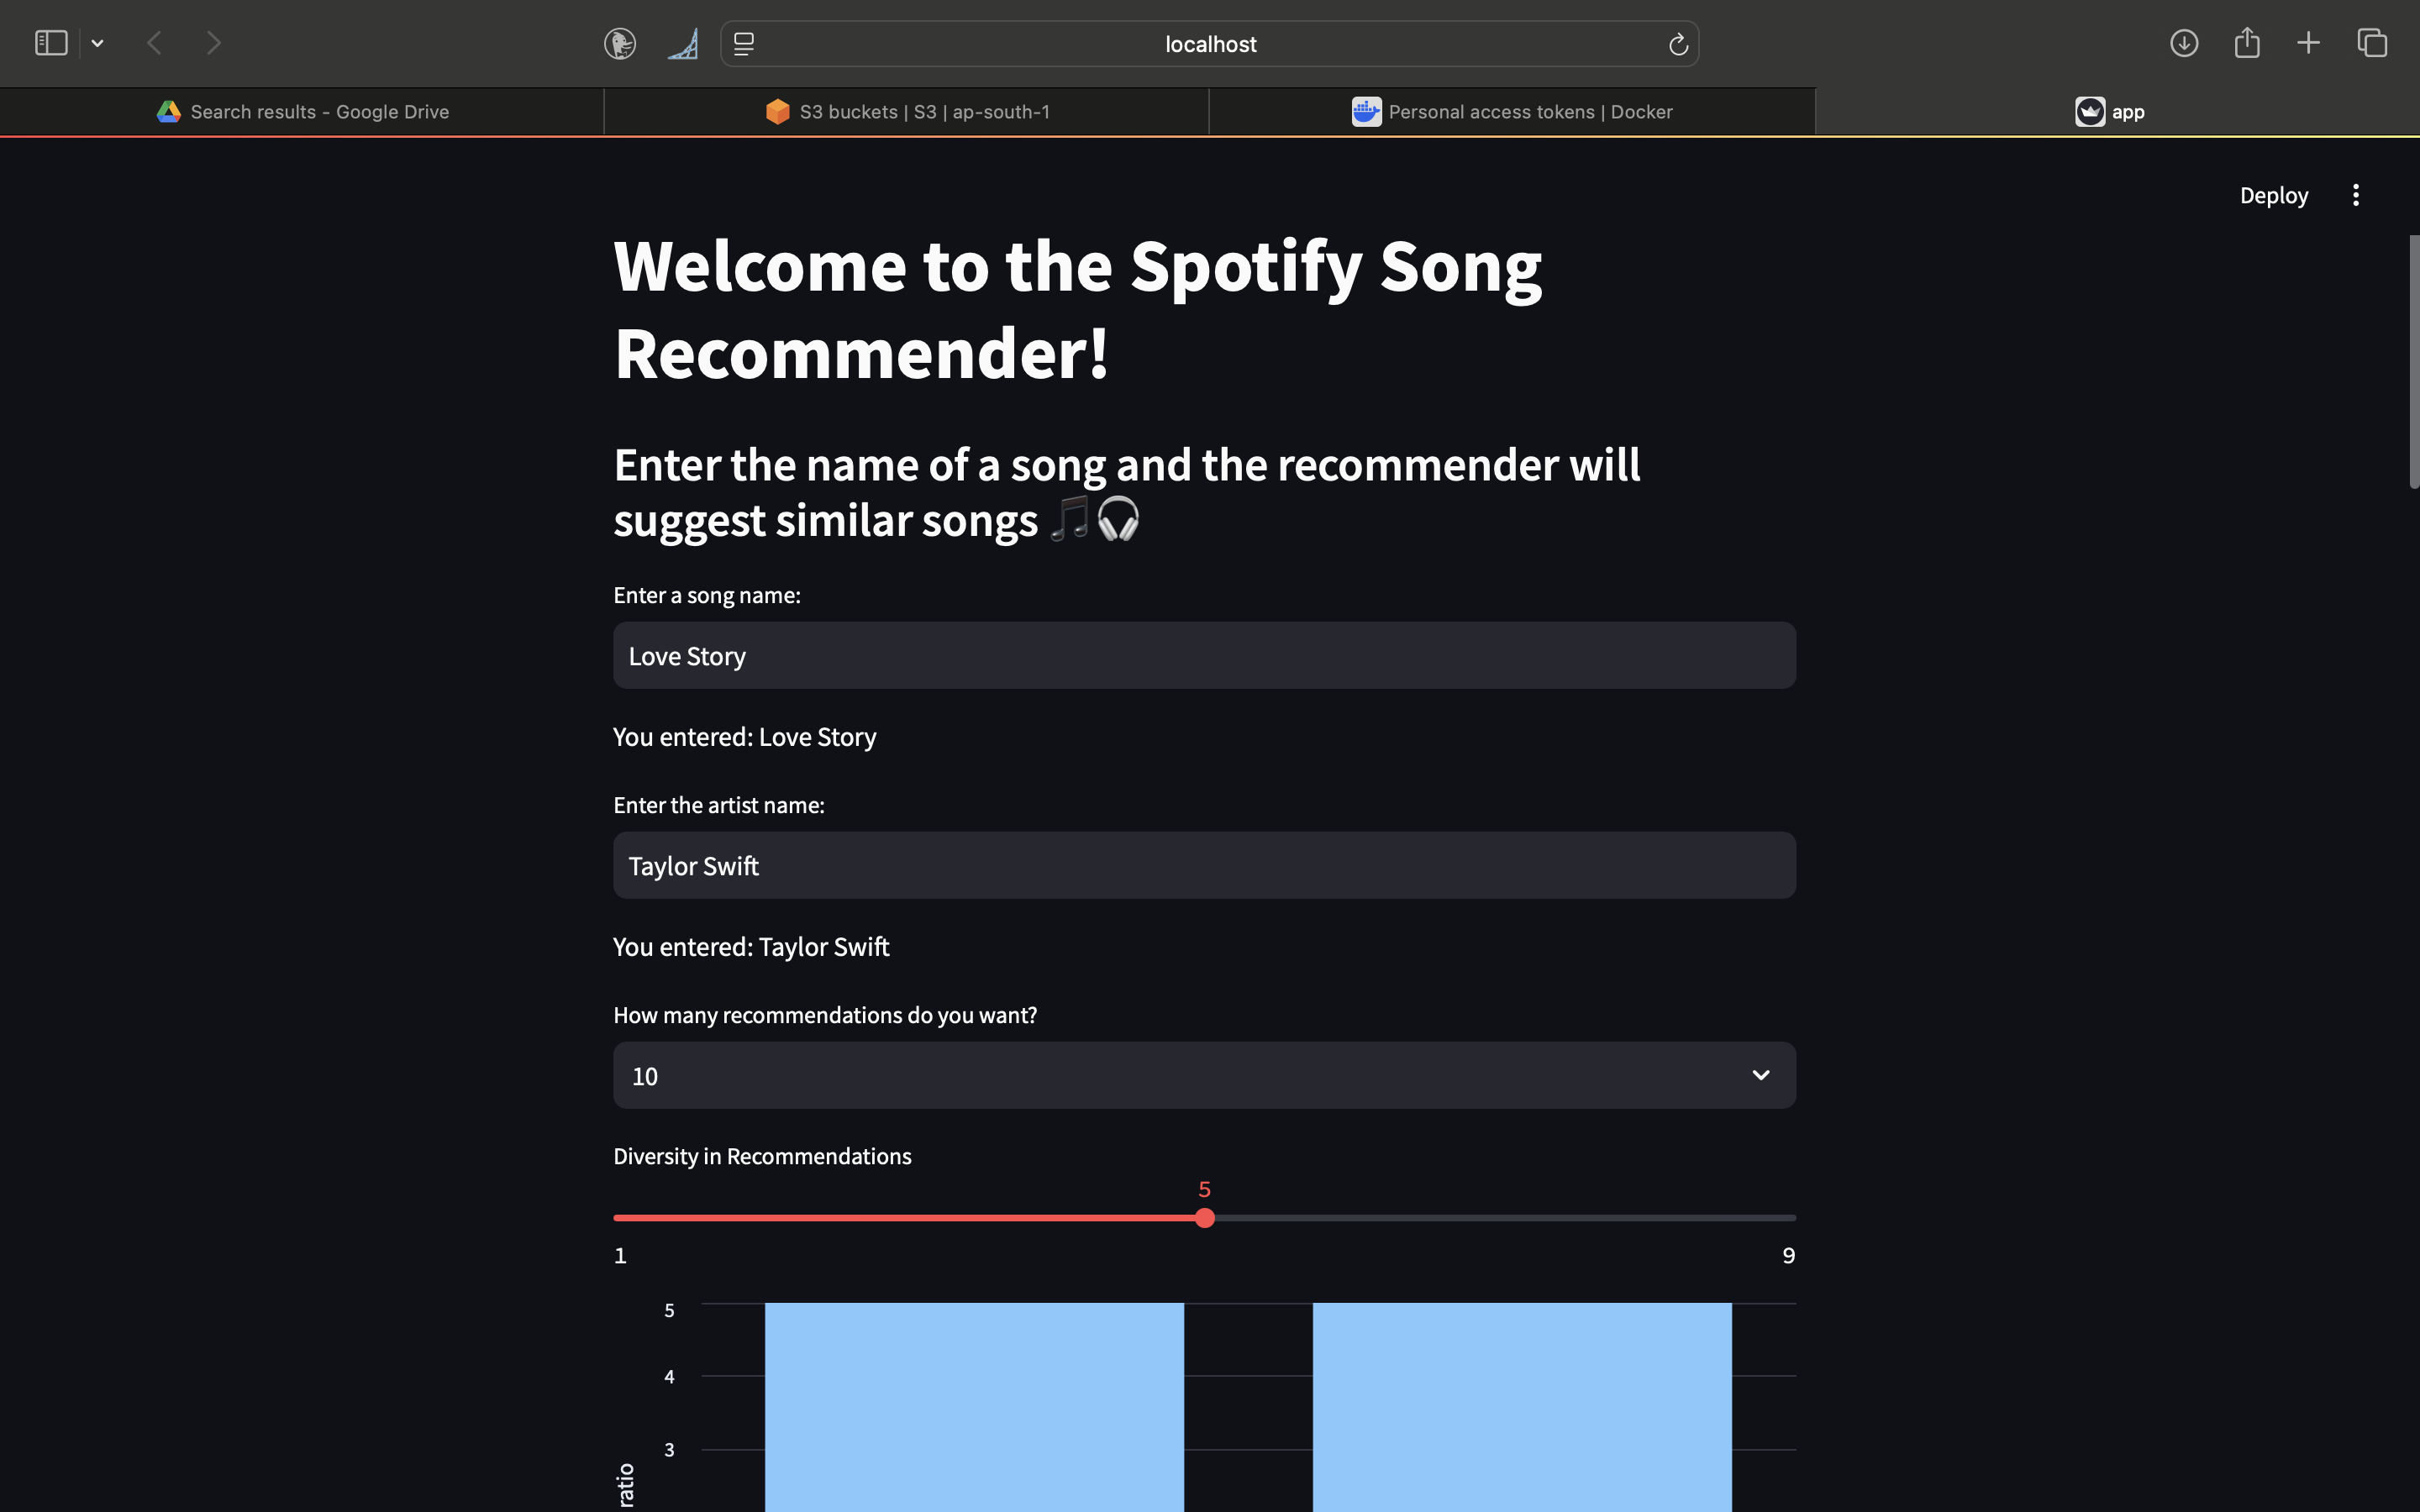 localhost
Search results - Google Drive
S3 buckets | S3 | ap-south-1
Personal access tokens | Docker
app
Deploy
Welcome to the Spotify Song
Recommender!
Enter the name of a song and the recommender will
suggest similar songs 🎵🎧
Enter a song name:
Love Story
You entered: Love Story
Enter the artist name:
Taylor Swift
You entered: Taylor Swift
How many recommendations do you want?
10
Diversity in Recommendations
5
1
9
5
4
3
ratio